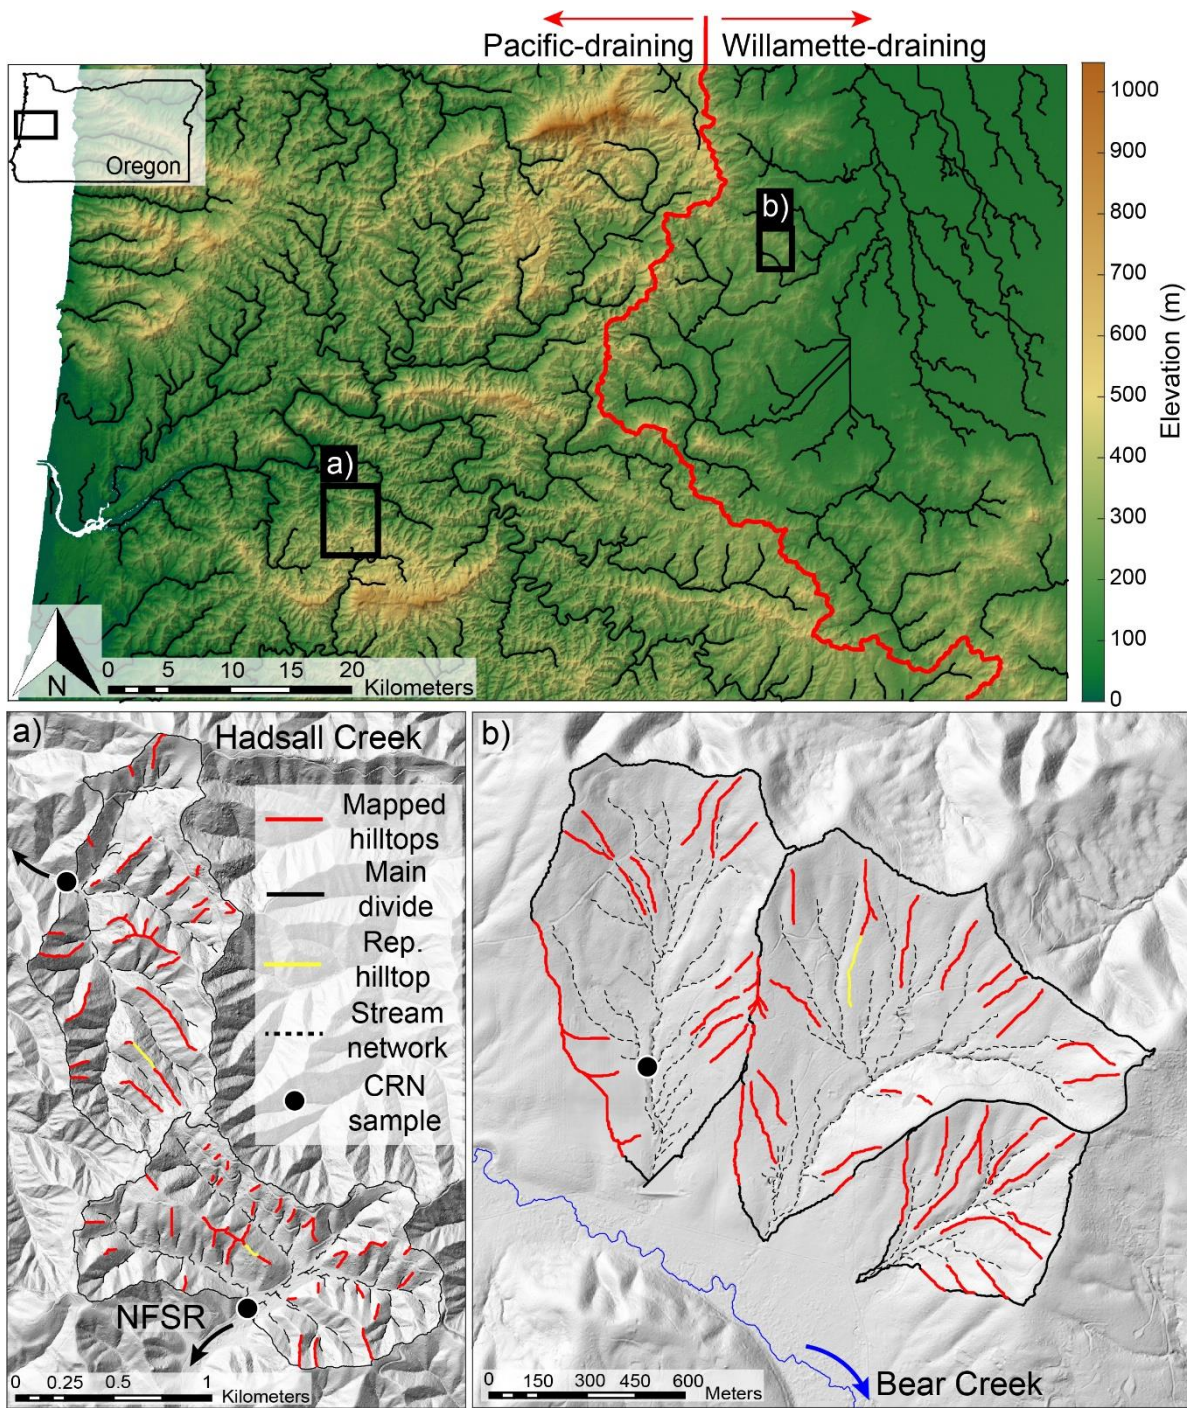 Pacific-draining
Willamette-draining
Oregon
b)
a)
1000
900
800
700
600
500
400
300
200
100
0
Elevation (m)
N
0 5 10 15 20
Kilometers
a)
Hadsall Creek
Mapped
hilltops
Main
divide
Rep.
hilltop
Stream
network
CRN
sample
NFSR
0 0.25 0.5 1
Kilometers
b)
0 150 300 450 600
Meters
Bear Creek